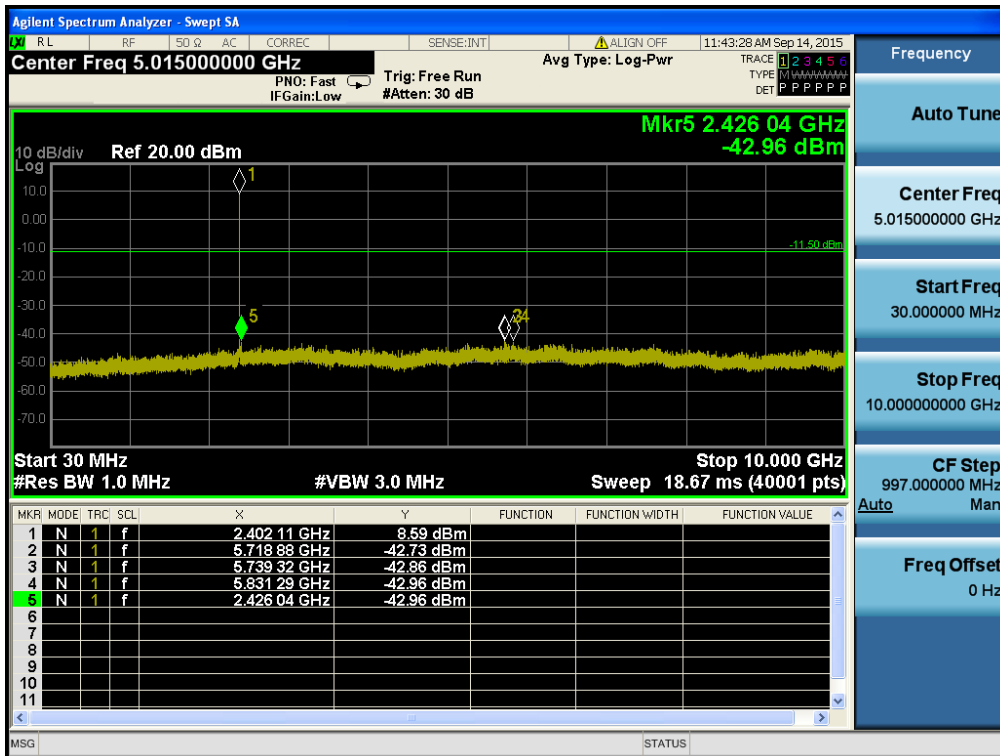 Agilent Spectrum Analyzer - Swept SA
LXI RL RF 50 Ω AC CORREC SENSE:INT ALIGN OFF 11:43:28 AM Sep 14, 2015
Center Freq 5.015000000 GHz
PNO: Fast
IFGain:Low
Trig: Free Run
#Atten: 30 dB
Avg Type: Log-Pwr
TRACE 1 2 3 4 5 6
TYPE M
DET P P P P P P
Mkr5 2.426 04 GHz
-42.96 dBm
10 dB/div Ref 20.00 dBm
Log
10.0
0.00
-10.0
-20.0
-30.0
-40.0
-50.0
-60.0
-70.0
1
-11.50 dBm
5
34
Start 30 MHz Stop 10.000 GHz
#Res BW 1.0 MHz #VBW 3.0 MHz Sweep 18.67 ms (40001 pts)
MKR MODE TRC SCL X Y FUNCTION FUNCTION WIDTH FUNCTION VALUE
1 N 1 f 2.402 11 GHz 8.59 dBm
2 N 1 f 5.718 88 GHz -42.73 dBm
3 N 1 f 5.739 32 GHz -42.86 dBm
4 N 1 f 5.831 29 GHz -42.96 dBm
5 N 1 f 2.426 04 GHz -42.96 dBm
6
7
8
9
10
11
MSG STATUS
Frequency
Auto Tune
Center Freq
5.015000000 GHz
Start Freq
30.000000 MHz
Stop Freq
10.000000000 GHz
CF Step
997.000000 MHz
Auto Man
Freq Offset
0 Hz